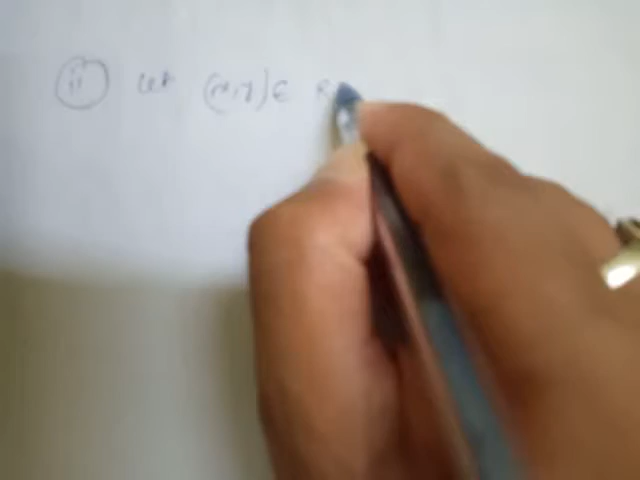 (ii) Let (x,y) ∈ R